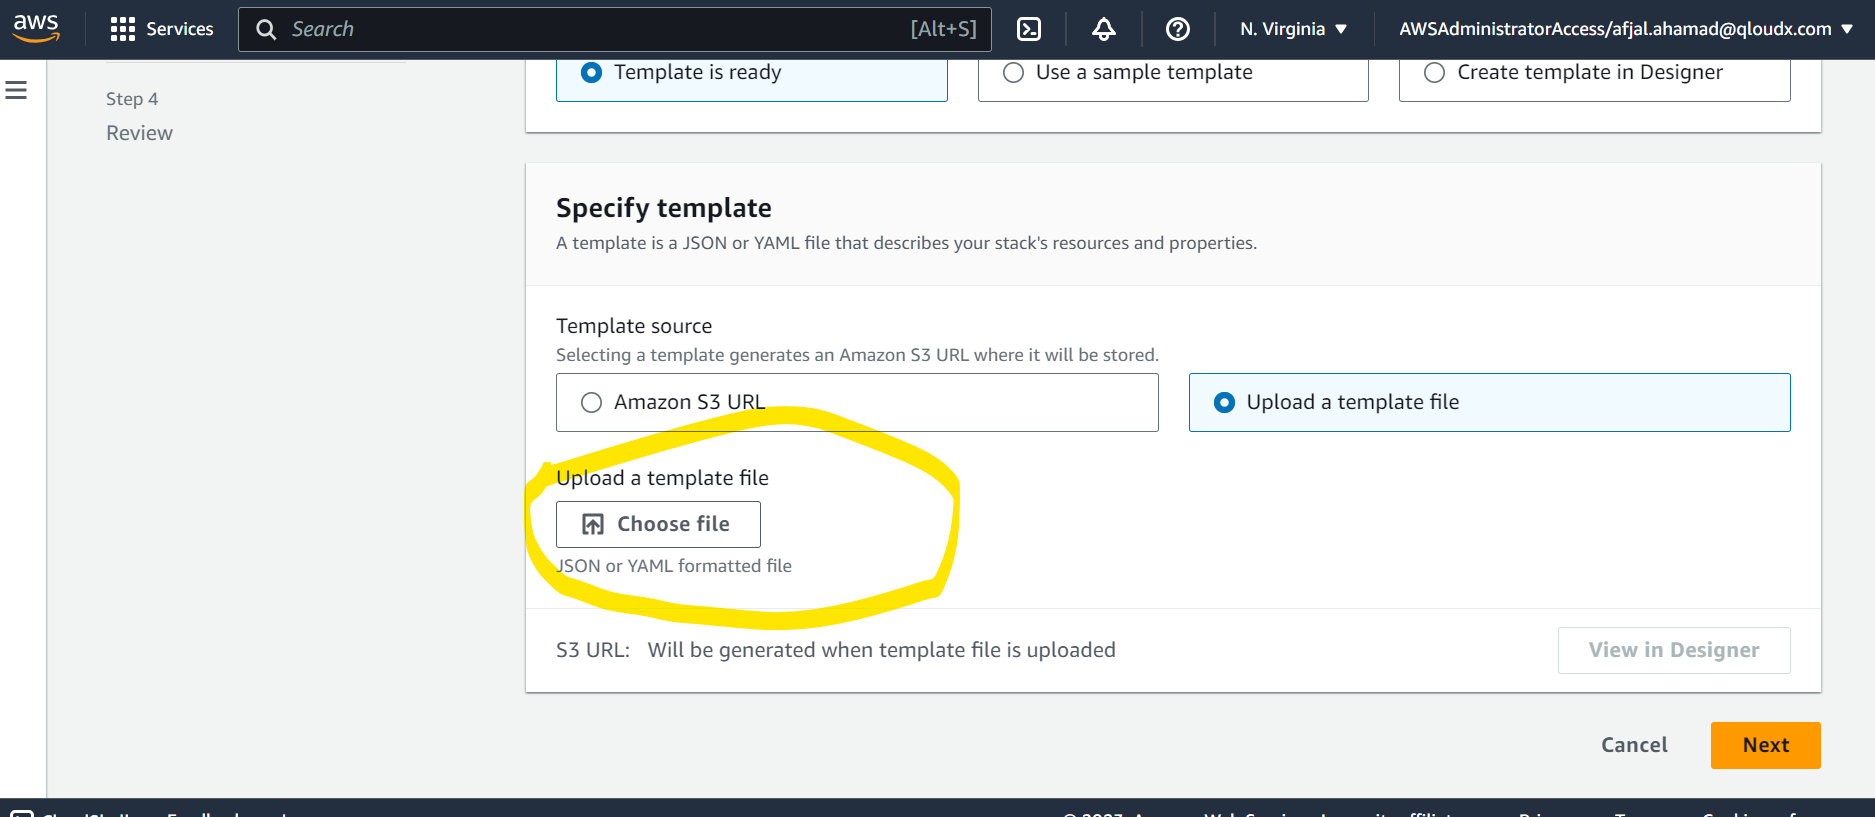 aws Services Search [Alt+S] N. Virginia AWSAdministratorAccess/afjal.ahamad@qloudx.com
Step 4
Review
Template is ready
Use a sample template
Create template in Designer
Specify template
A template is a JSON or YAML file that describes your stack's resources and properties.
Template source
Selecting a template generates an Amazon S3 URL where it will be stored.
Amazon S3 URL
Upload a template file
Upload a template file
Choose file
JSON or YAML formatted file
S3 URL: Will be generated when template file is uploaded
View in Designer
Cancel
Next